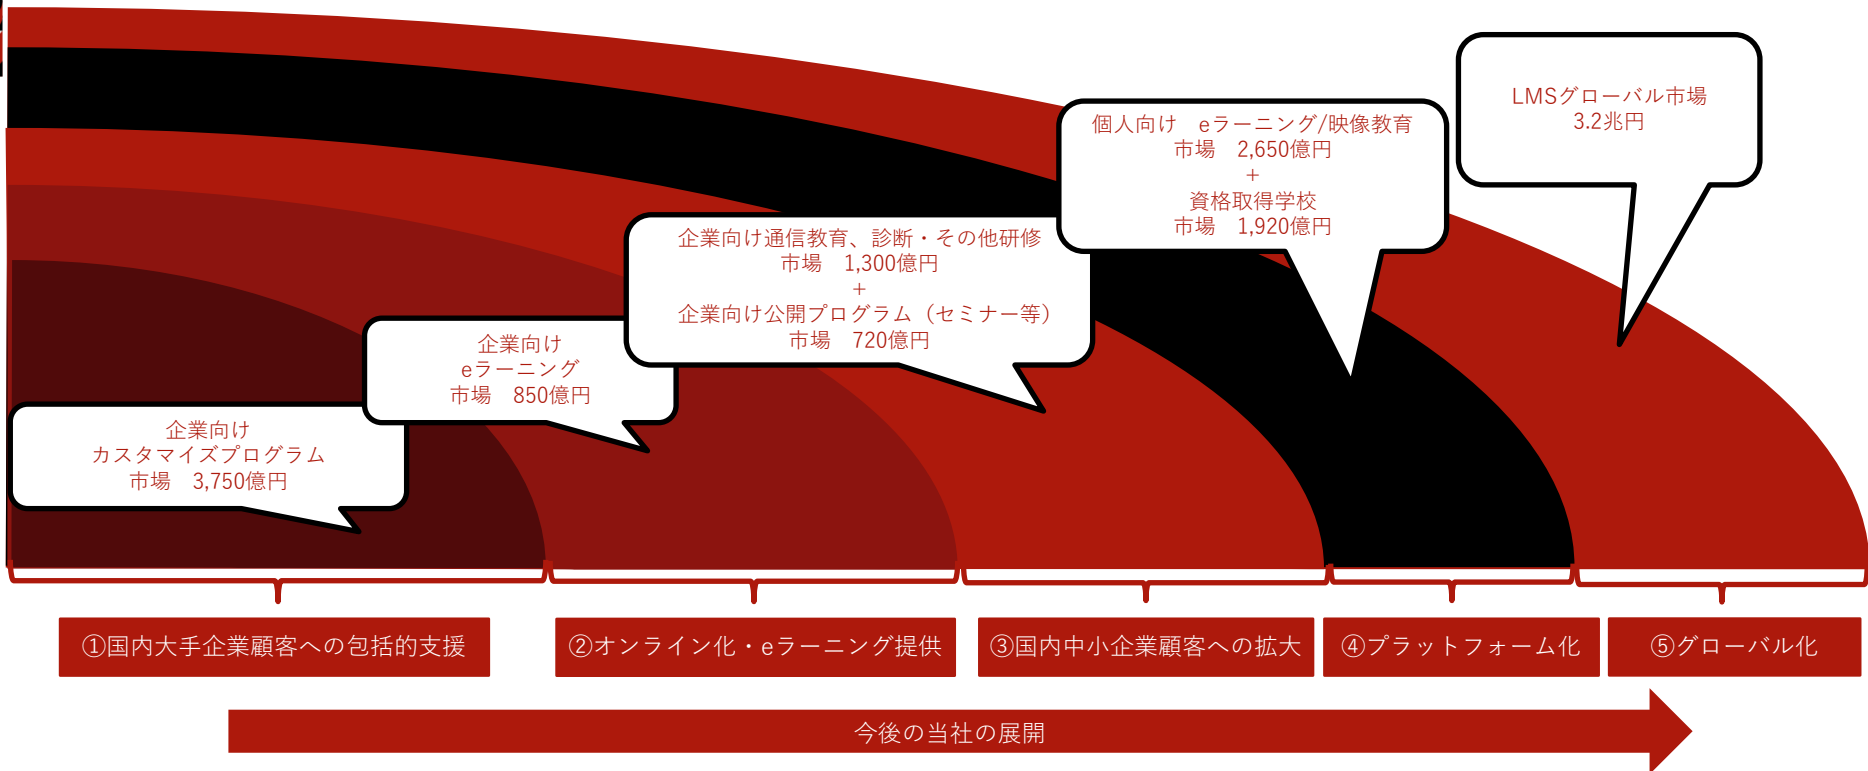 LMSグローバル市場
3.2兆円
個人向け　eラーニング/映像教育
市場　2,650億円
+
資格取得学校
市場　1,920億円
企業向け通信教育、診断・その他研修
市場　1,300億円
+
企業向け公開プログラム（セミナー等）
市場　720億円
企業向け
eラーニング
市場　850億円
企業向け
カスタマイズプログラム
市場　3,750億円
①国内大手企業顧客への包括的支援
②オンライン化・eラーニング提供
③国内中小企業顧客への拡大
④プラットフォーム化
⑤グローバル化
今後の当社の展開